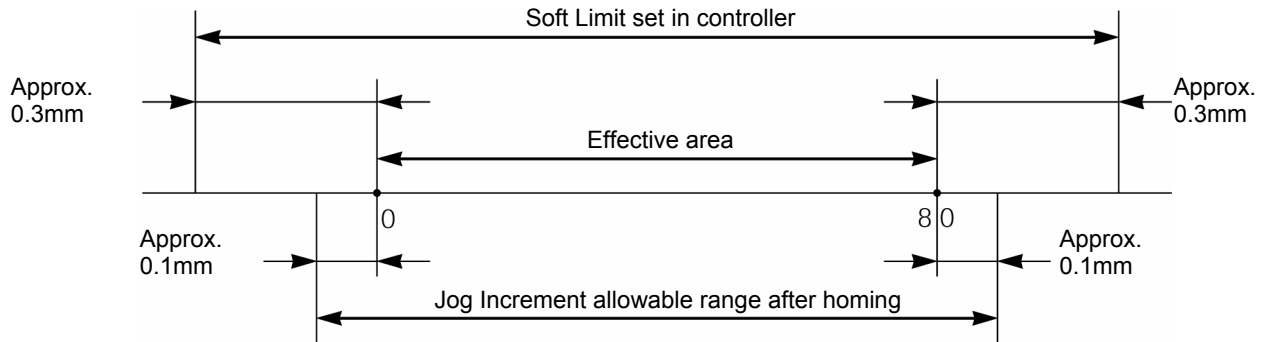 Soft Limit set in controller
Approx.
0.3mm
Approx.
0.3mm
Effective area
0
80
Approx.
0.1mm
Approx.
0.1mm
Jog Increment allowable range after homing